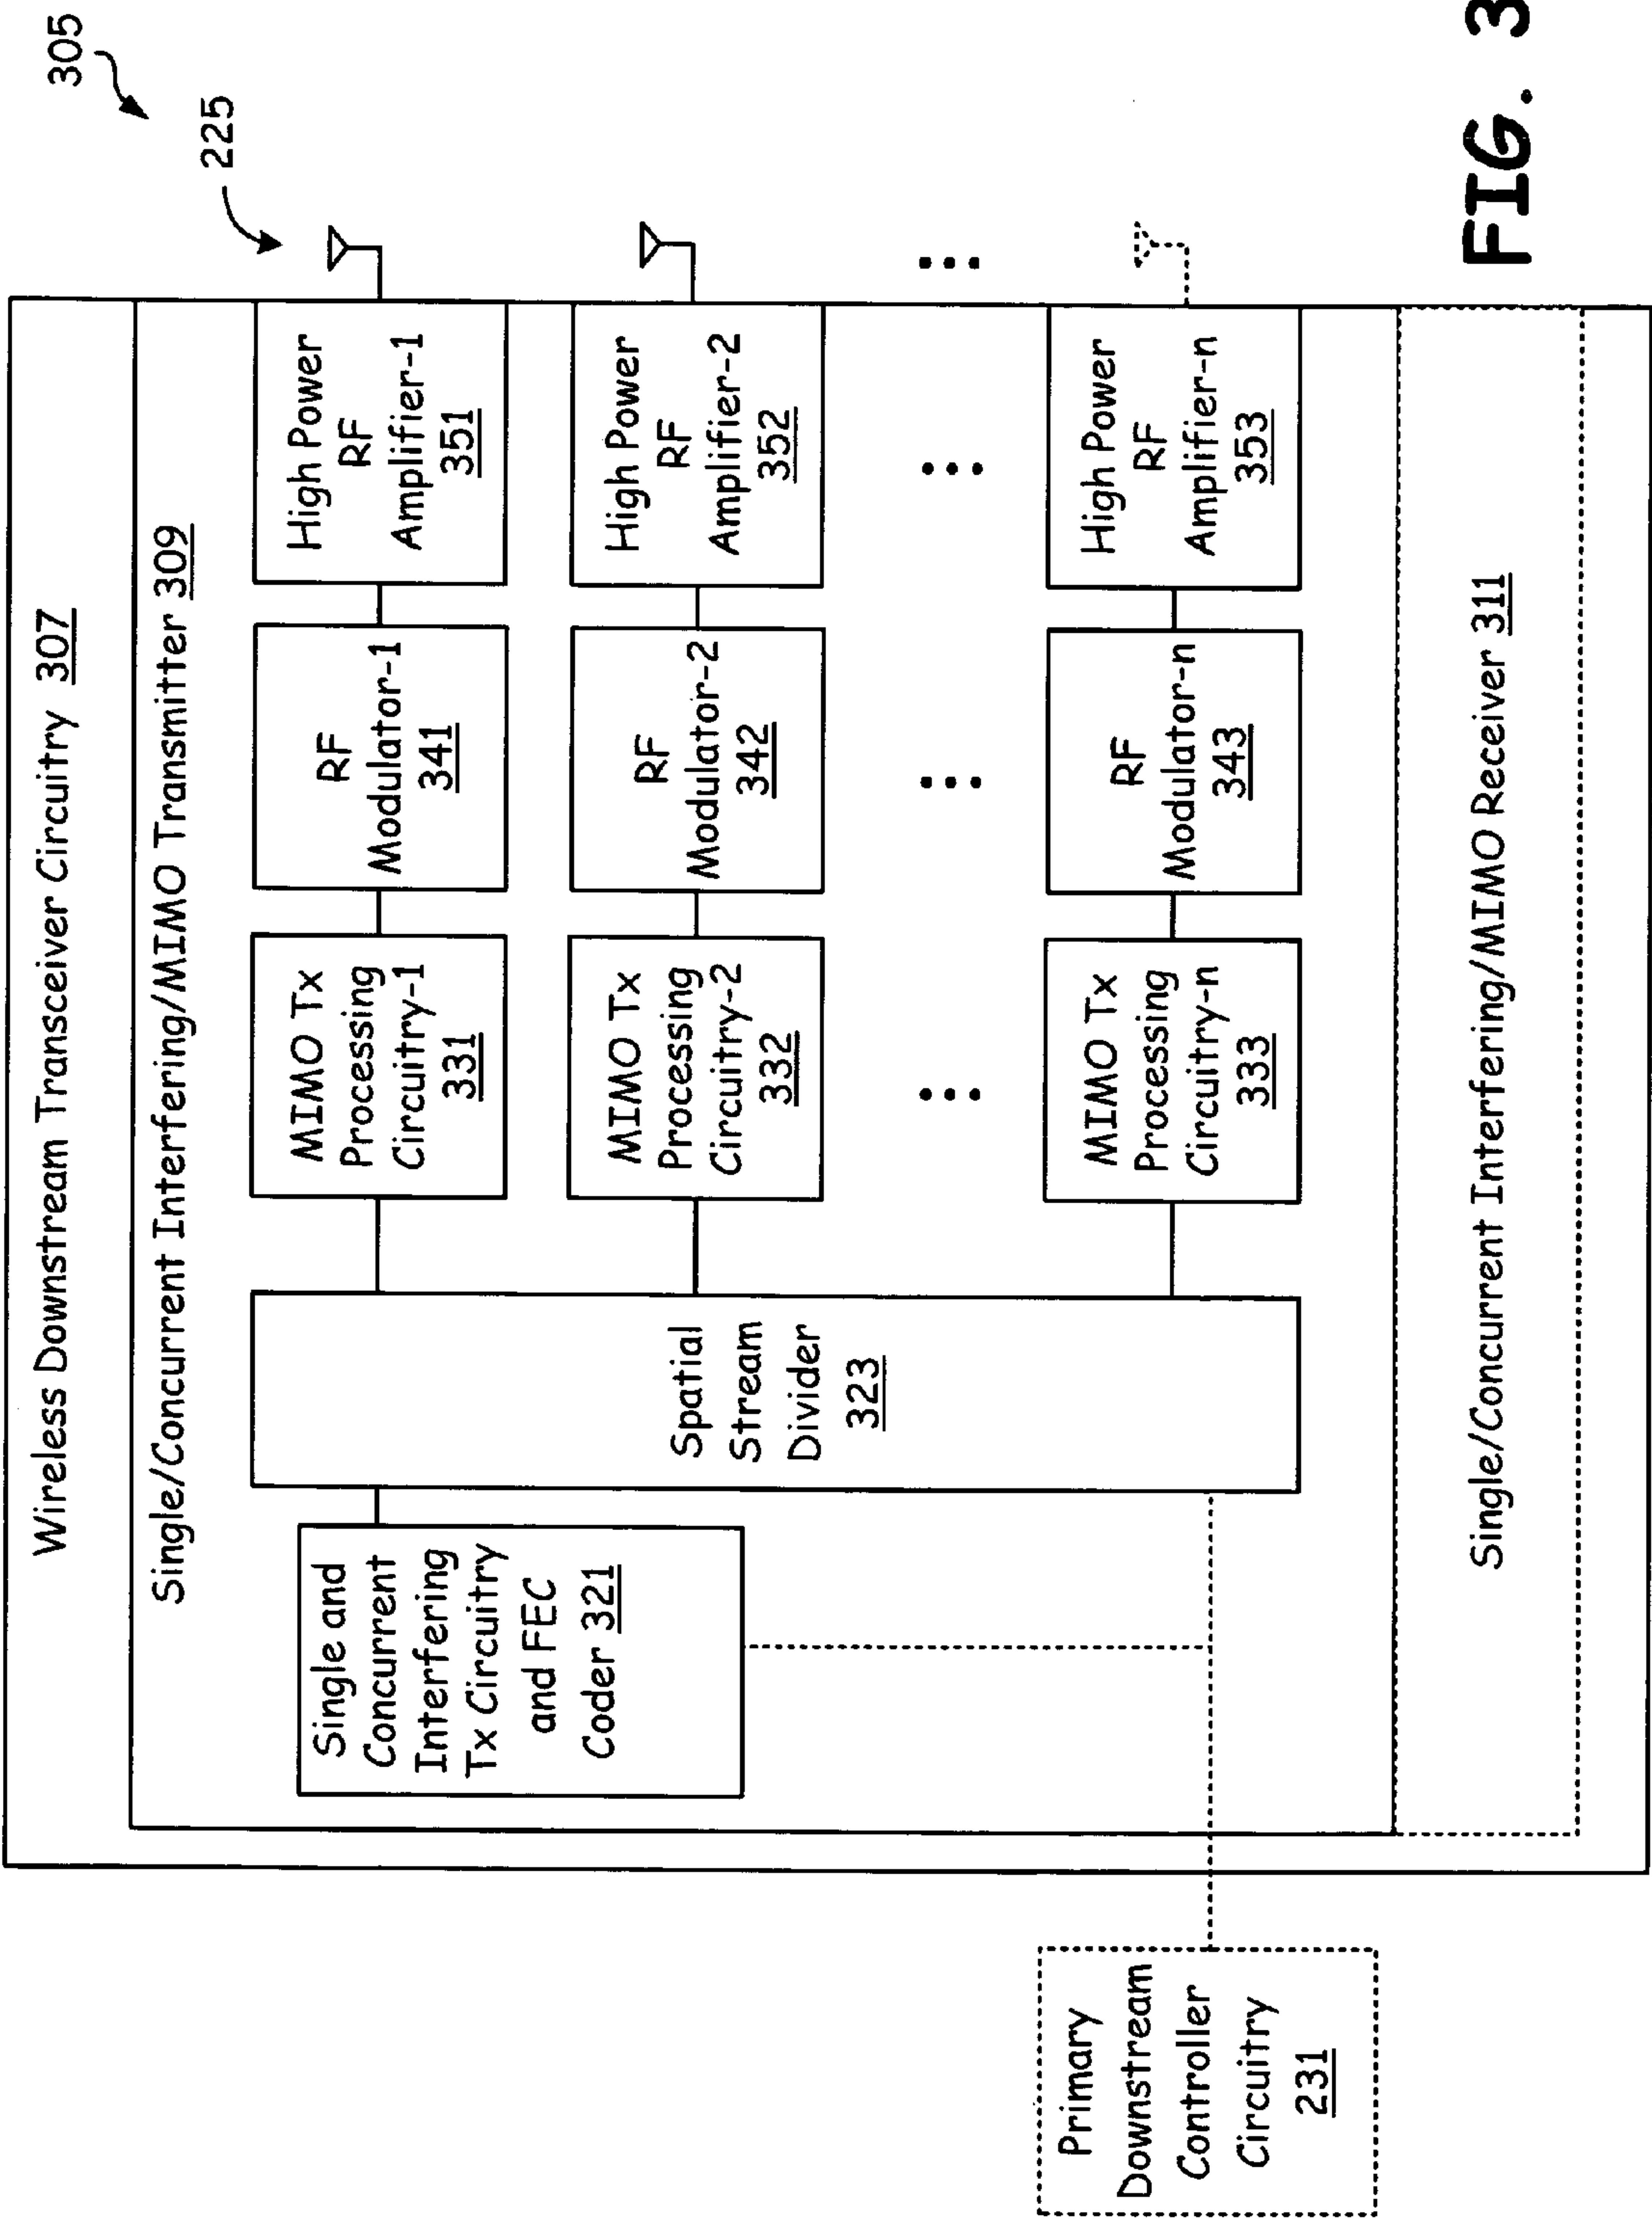 305
225
Wireless Downstream Transceiver Circuitry 307
Single/Concurrent Interfering/MIMO Transmitter 309
Single and
Concurrent
Interfering
Tx Circuitry
and FEC
Coder 321
Spatial
Stream
Divider
323
MIMO Tx
Processing
Circuitry-1
331
RF
Modulator-1
341
High Power
RF
Amplifier-1
351
MIMO Tx
Processing
Circuitry-2
332
RF
Modulator-2
342
High Power
RF
Amplifier-2
352
...
...
...
...
MIMO Tx
Processing
Circuitry-n
333
RF
Modulator-n
343
High Power
RF
Amplifier-n
353
Primary
Downstream
Controller
Circuitry
231
Single/Concurrent Interfering/MIMO Receiver 311
FIG. 3